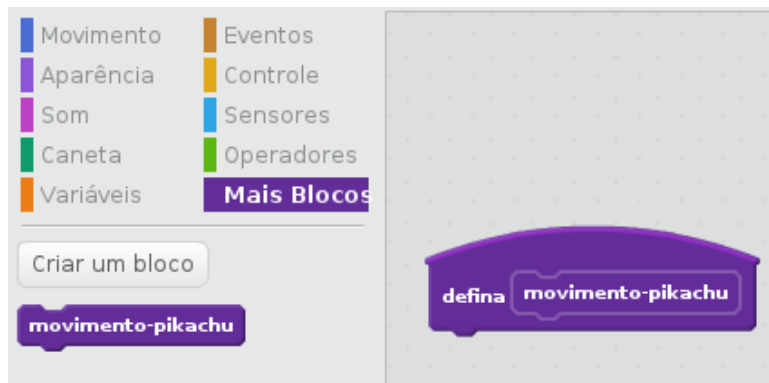 Movimento
Eventos
Aparência
Controle
Som
Sensores
Caneta
Operadores
Variáveis
Mais Blocos
Criar um bloco
movimento-pikachu
defina movimento-pikachu